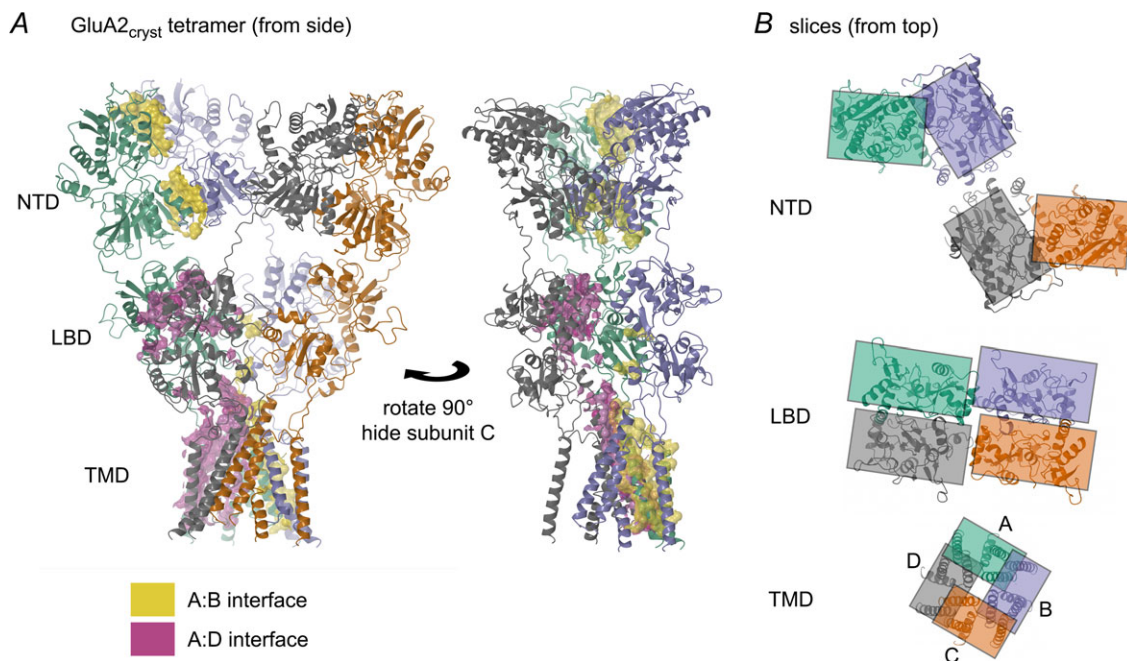 A GluA2cryst tetramer (from side)
NTD
LBD
TMD
rotate 90°
hide subunit C
A:B interface
A:D interface
B slices (from top)
NTD
LBD
TMD
A
D
B
C